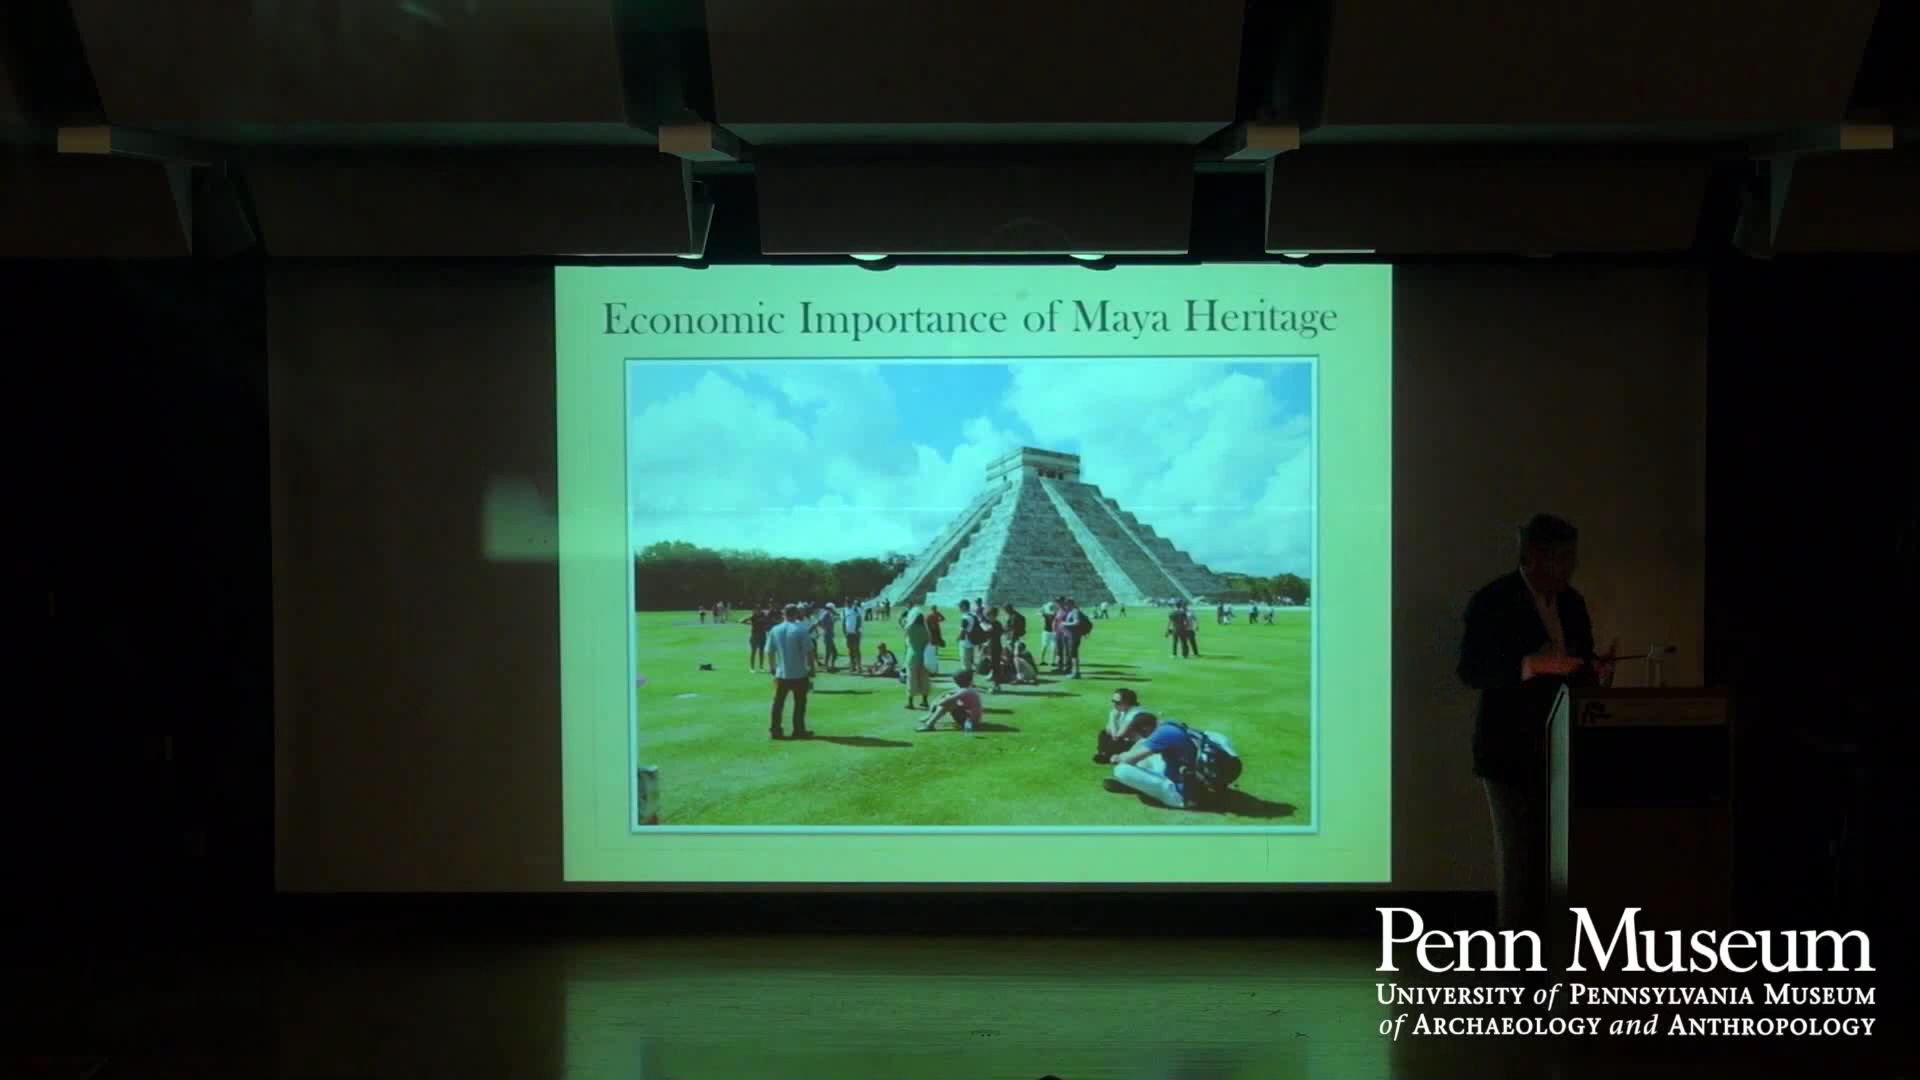 Economic Importance of Maya Heritage
Penn Museum
UNIVERSITY of PENNSYLVANIA MUSEUM
of ARCHAEOLOGY and ANTHROPOLOGY